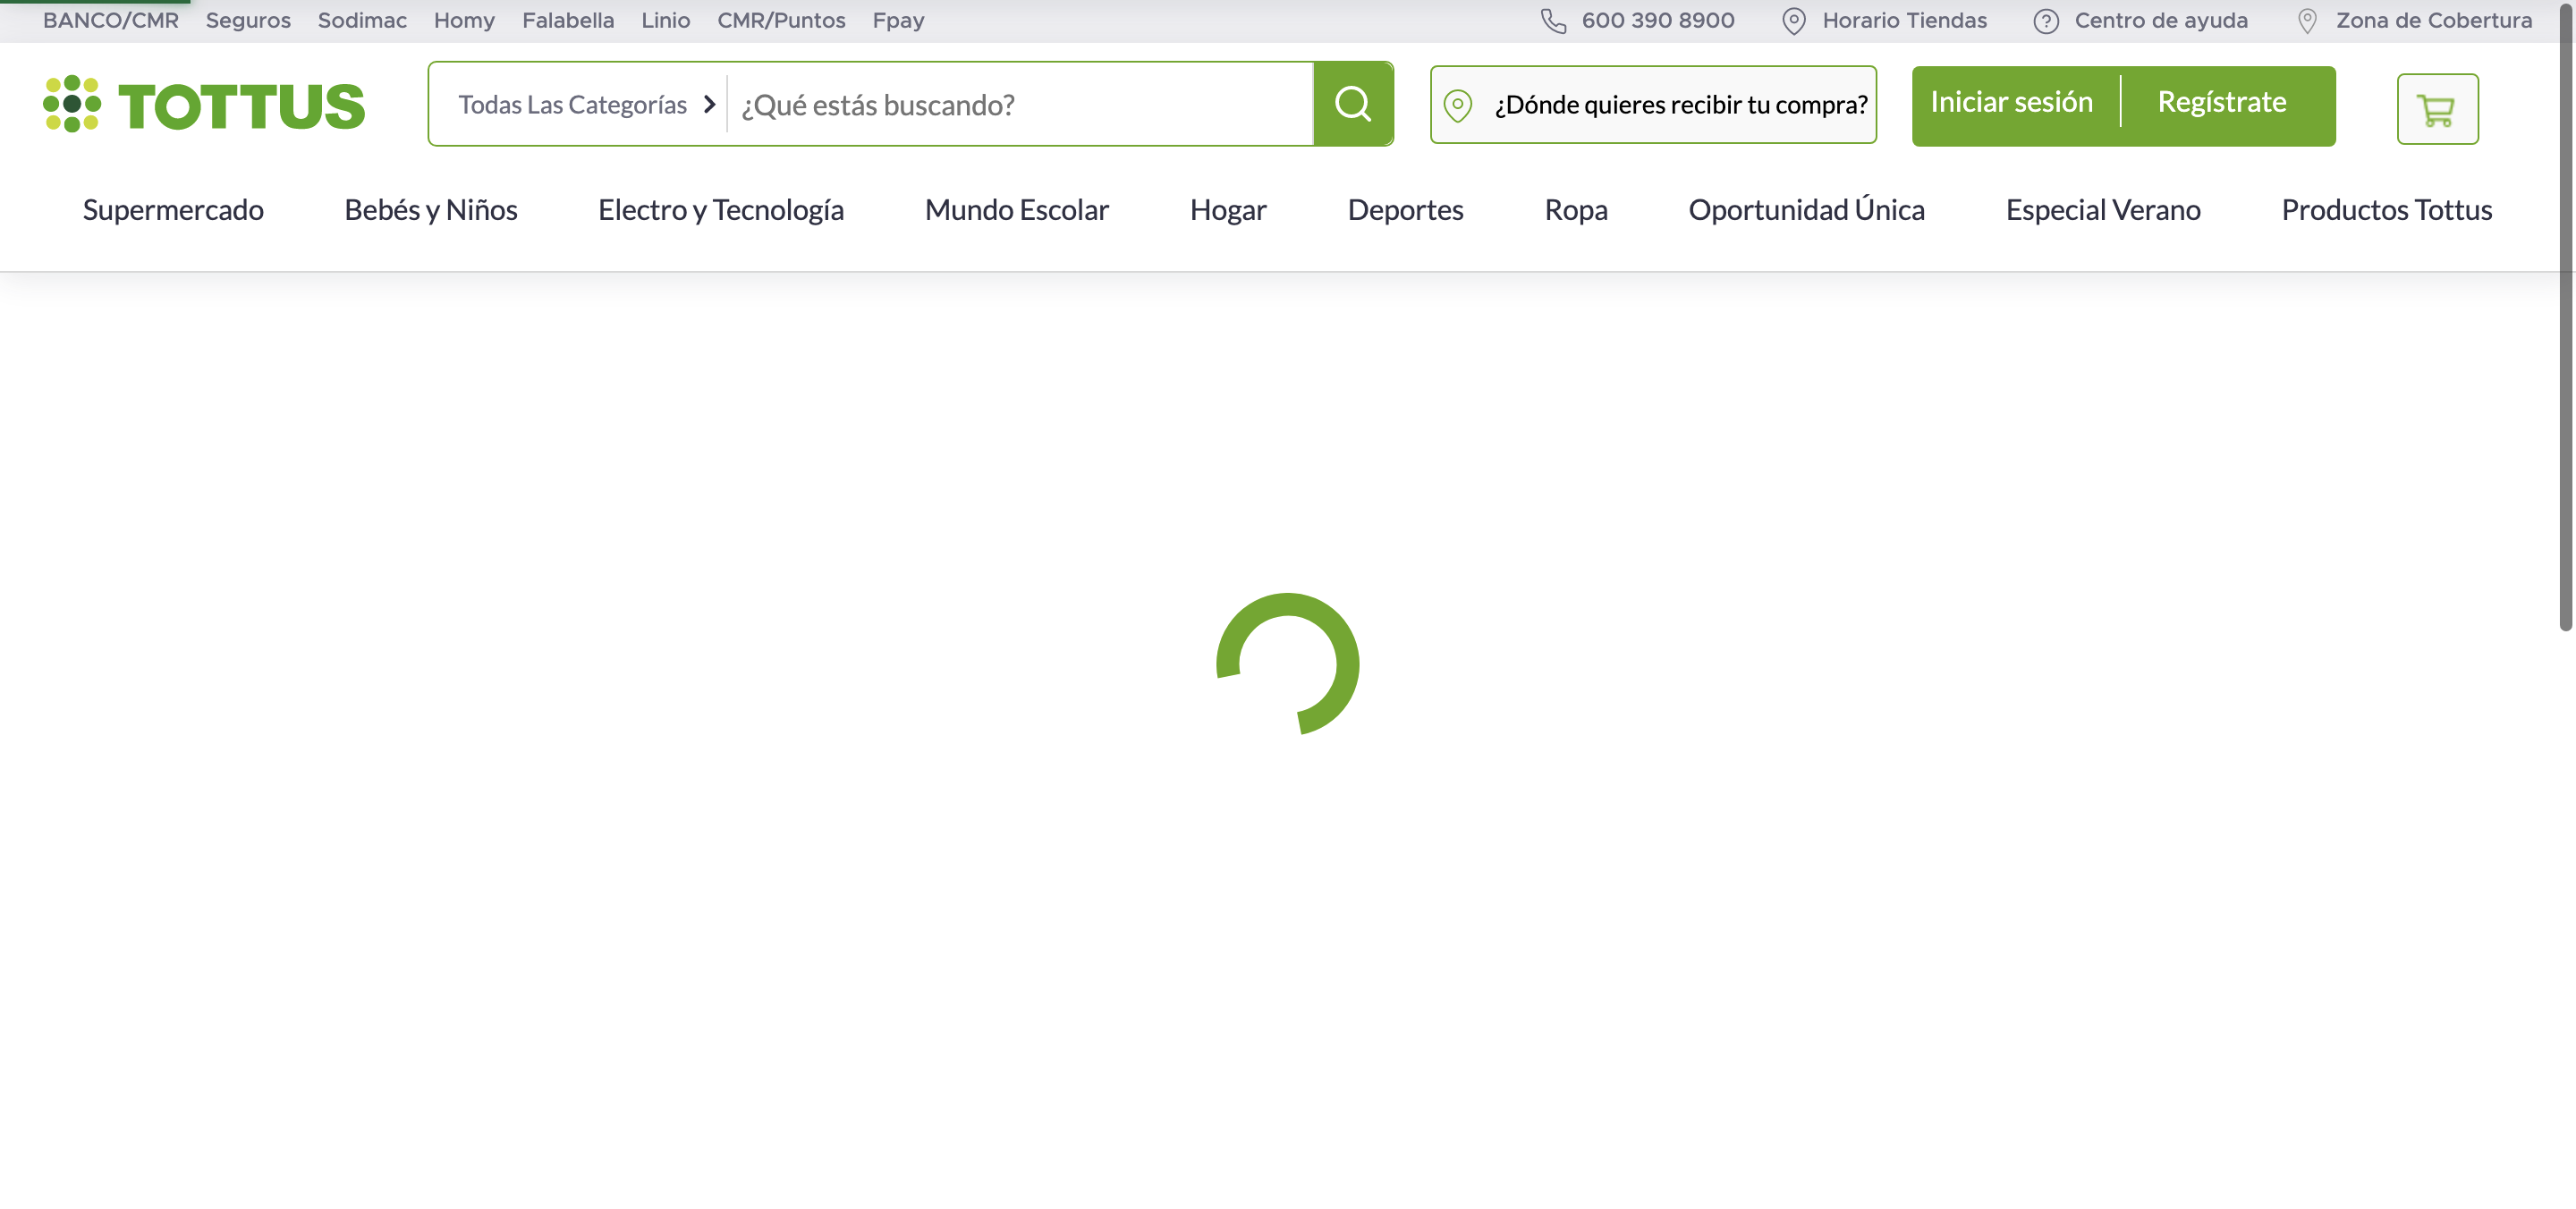 BANCO/CMR Seguros Sodimac Homy Falabella Linio CMR/Puntos Fpay 600 390 8900 Horario Tiendas Centro de ayuda Zona de Cobertura
TOTTUS Todas Las Categorías ¿Qué estás buscando? ¿Dónde quieres recibir tu compra? Iniciar sesión Regístrate
Supermercado Bebés y Niños Electro y Tecnología Mundo Escolar Hogar Deportes Ropa Oportunidad Única Especial Verano Productos Tottus